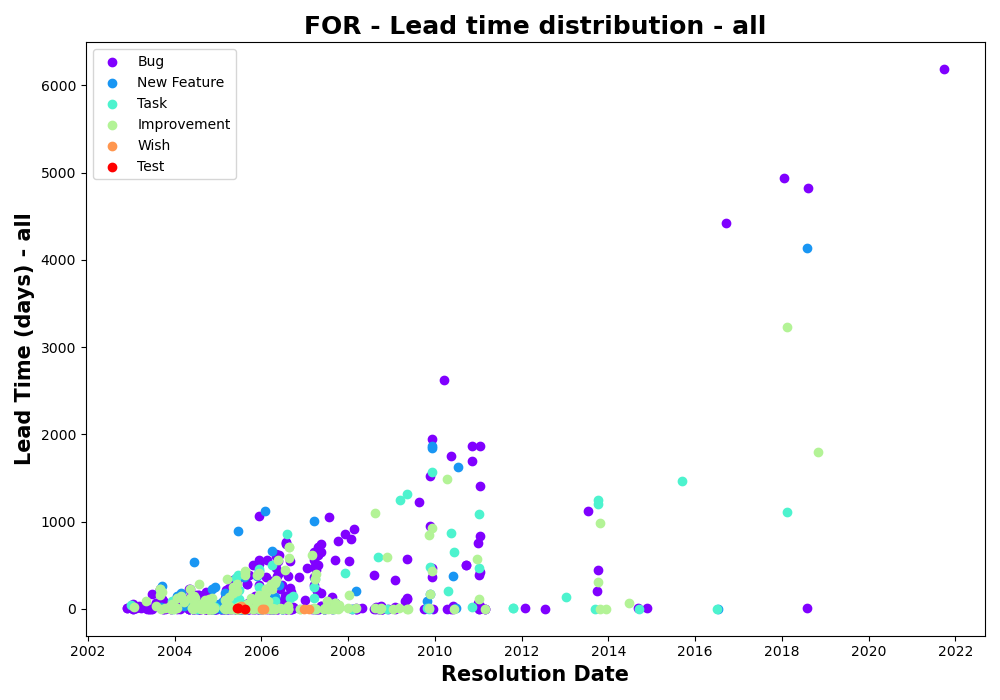 FOR - Lead time distribution - all
Bug
New Feature
Task
Improvement
Wish
Test
Lead Time (days) - all
6000
5000
4000
3000
2000
1000
0
2002 2004 2006 2008 2010 2012 2014 2016 2018 2020 2022
Resolution Date